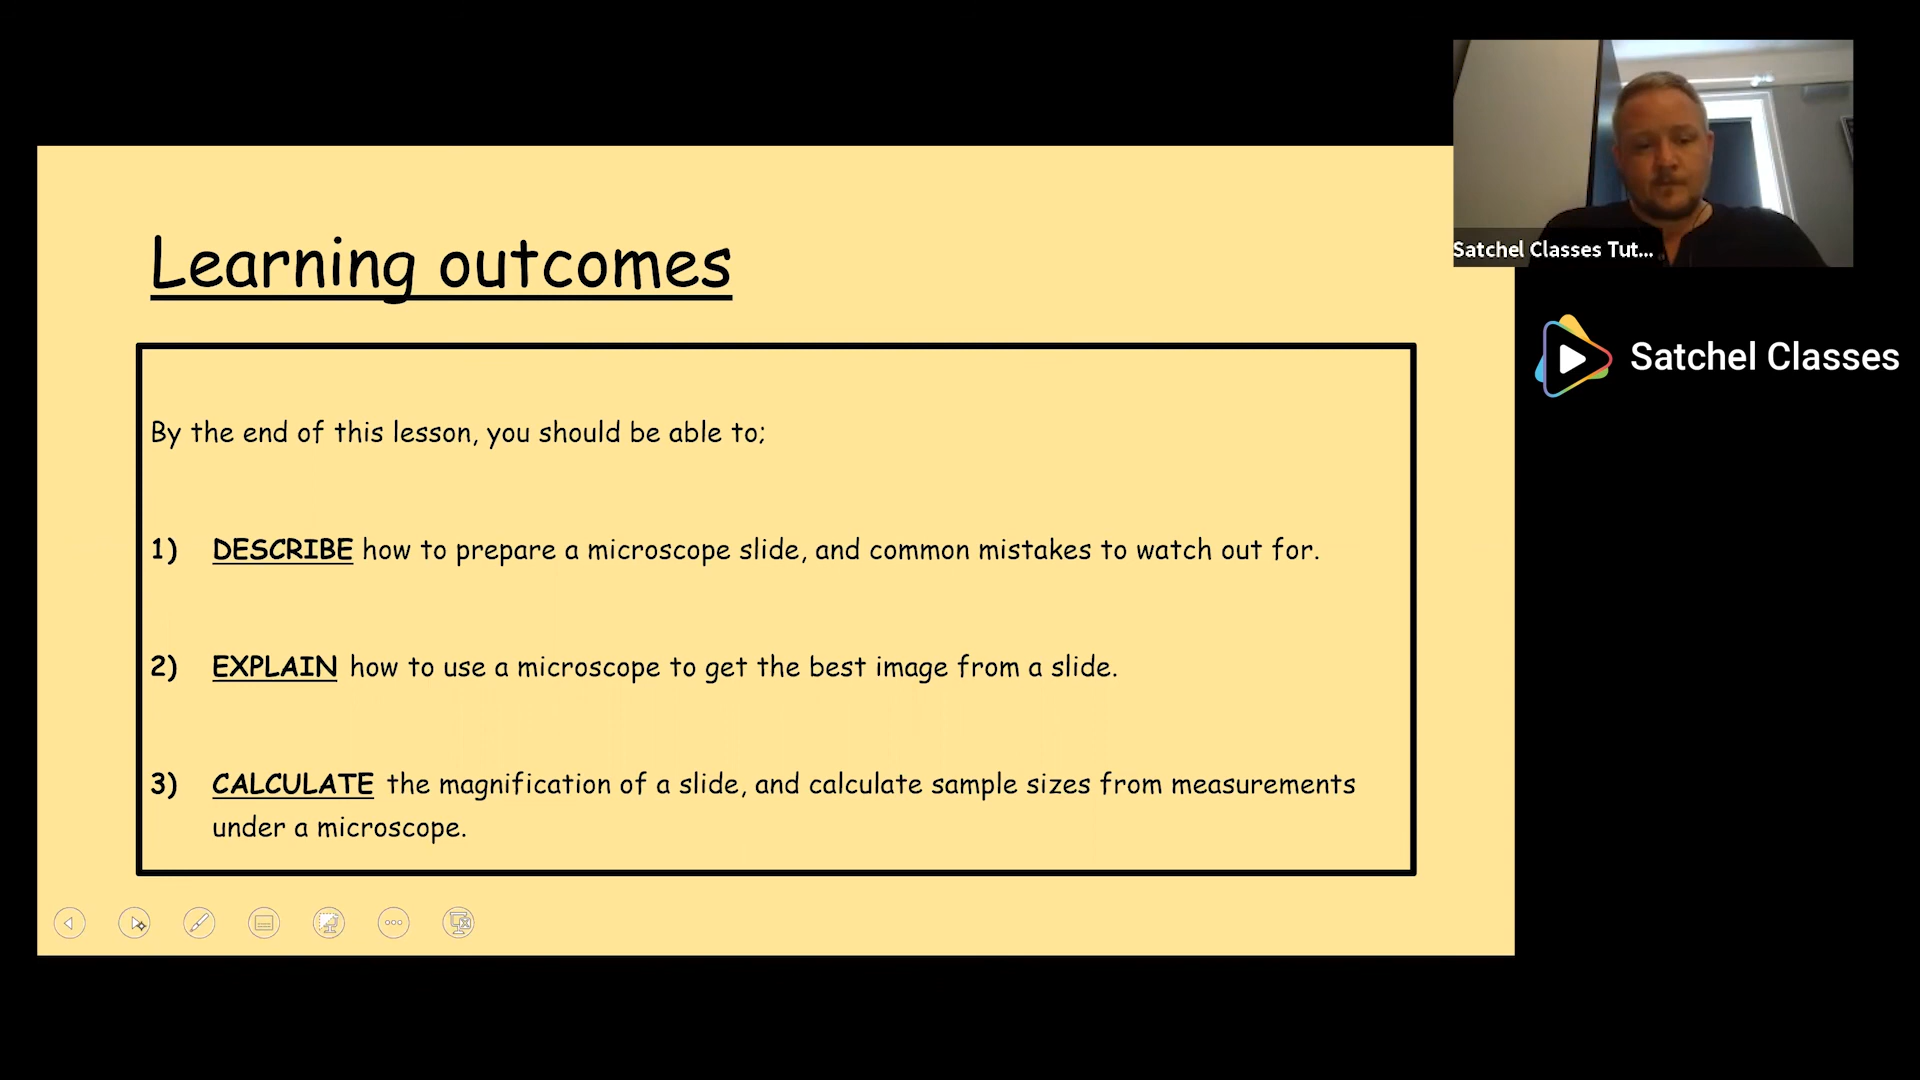 Learning outcomes
By the end of this lesson, you should be able to;
1) DESCRIBE how to prepare a microscope slide, and common mistakes to watch out for.
2) EXPLAIN how to use a microscope to get the best image from a slide.
3) CALCULATE the magnification of a slide, and calculate sample sizes from measurements
under a microscope.
Satchel Classes Tut...
Satchel Classes